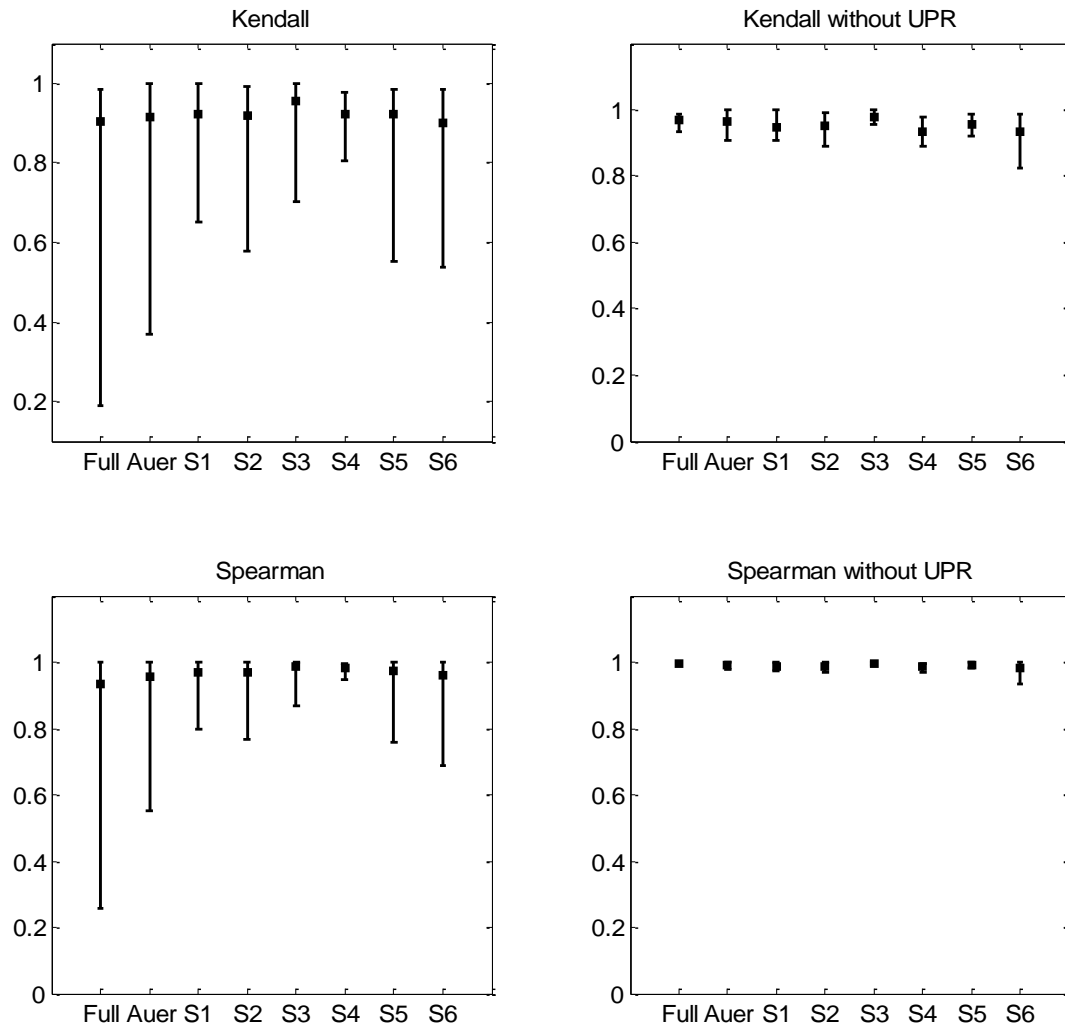 Kendall
1
0.8
0.6
0.4
0.2
Full Auer S1 S2 S3 S4 S5 S6
Kendall without UPR
1
0.8
0.6
0.4
0.2
0
Full Auer S1 S2 S3 S4 S5 S6
Spearman
1
0.8
0.6
0.4
0.2
0
Full Auer S1 S2 S3 S4 S5 S6
Spearman without UPR
1
0.8
0.6
0.4
0.2
0
Full Auer S1 S2 S3 S4 S5 S6